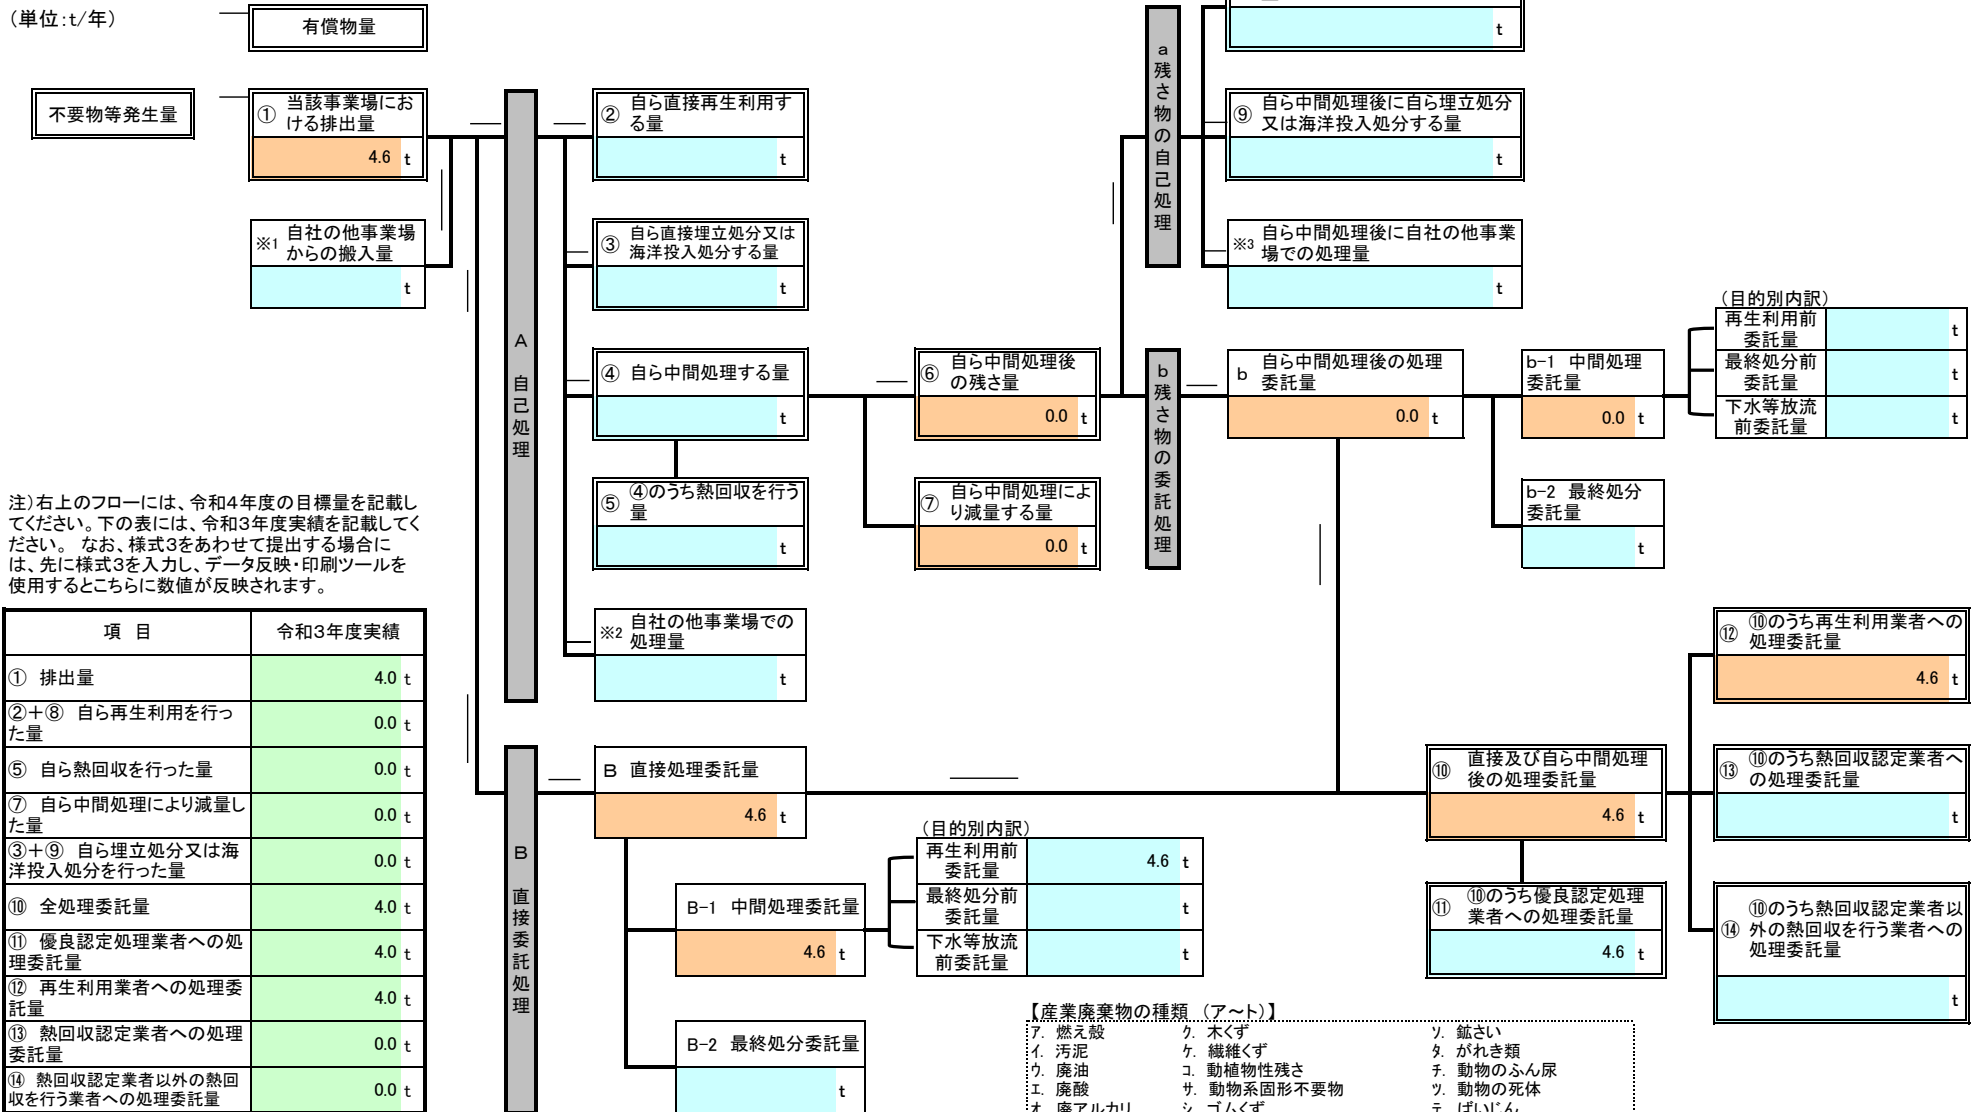 （単位：t/年）
有償物量
不要物等発生量
① 当該事業場における排出量
4.6 t
※1 自社の他事業場からの搬入量
t
A 自己処理
② 自ら直接再生利用する量
t
③ 自ら直接埋立処分又は海洋投入処分する量
t
④ 自ら中間処理する量
t
⑤ ④のうち熱回収を行う量
t
※2 自社の他事業場での処理量
t
⑥ 自ら中間処理後の残さ量
0.0 t
⑦ 自ら中間処理により減量する量
0.0 t
a 残さ物の自己処理
t
⑨ 自ら中間処理後に自ら埋立処分又は海洋投入処分する量
t
※3 自ら中間処理後に自社の他事業場での処理量
t
b 残さ物の委託処理
b 自ら中間処理後の処理委託量
0.0 t
b-1 中間処理委託量
0.0 t
（目的別内訳）
再生利用前委託量 t
最終処分前委託量 t
下水等放流前委託量 t
b-2 最終処分委託量
t
注）右上のフローには、令和４年度の目標量を記載し
てください。下の表には、令和３年度実績を記載してく
ださい。 なお、様式３をあわせて提出する場合に
は、先に様式３を入力し、データ反映・印刷ツールを
使用するとこちらに数値が反映されます。
項 目 令和３年度実績
① 排出量 4.0 t
②＋⑧ 自ら再生利用を行った量 0.0 t
⑤ 自ら熱回収を行った量 0.0 t
⑦ 自ら中間処理により減量した量 0.0 t
③＋⑨ 自ら埋立処分又は海洋投入処分を行った量 0.0 t
⑩ 全処理委託量 4.0 t
⑪ 優良認定処理業者への処理委託量 4.0 t
⑫ 再生利用業者への処理委託量 4.0 t
⑬ 熱回収認定業者への処理委託量 0.0 t
⑭ 熱回収認定業者以外の熱回収を行う業者への処理委託量 0.0 t
B 直接委託処理
B 直接処理委託量
4.6 t
B-1 中間処理委託量
4.6 t
（目的別内訳）
再生利用前委託量 4.6 t
最終処分前委託量 t
下水等放流前委託量 t
B-2 最終処分委託量
t
⑩ 直接及び自ら中間処理後の処理委託量
4.6 t
⑪ ⑩のうち優良認定処理業者への処理委託量
4.6 t
⑫ ⑩のうち再生利用業者への処理委託量
4.6 t
⑬ ⑩のうち熱回収認定業者への処理委託量
t
⑭ ⑩のうち熱回収認定業者以外の熱回収を行う業者への処理委託量
t
【産業廃棄物の種類 （ア～ト）】
ア． 燃え殻 ク． 木くず ソ． 鉱さい
イ． 汚泥 ケ． 繊維くず タ． がれき類
ウ． 廃油 コ． 動植物性残さ チ． 動物のふん尿
エ． 廃酸 サ． 動物系固形不要物 ツ． 動物の死体
オ． 廃アルカリ シ． ゴムくず テ． ばいじん